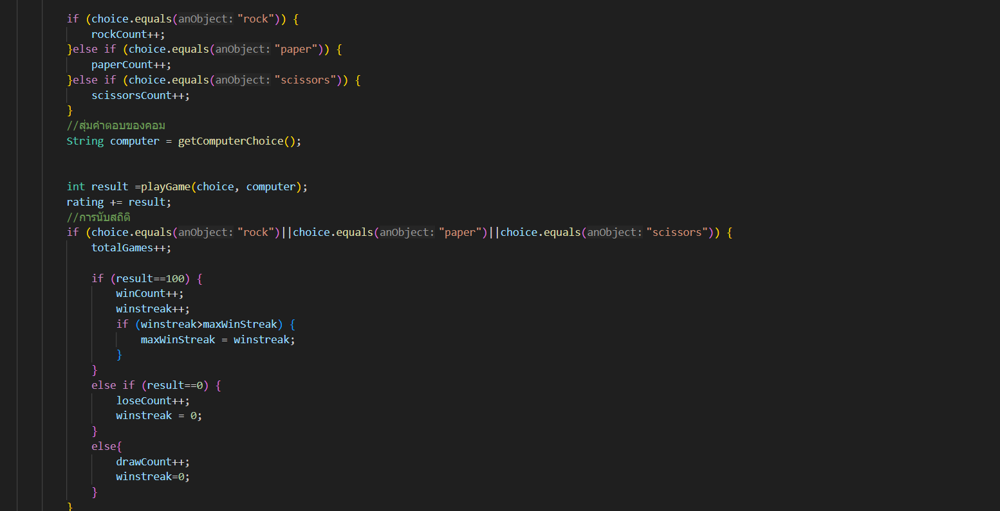 if (choice.equals(anObject: "rock")) {
rockCount++;
}else if (choice.equals(anObject: "paper")) {
paperCount++;
}else if (choice.equals(anObject: "scissors")) {
scissorsCount++;
}
//สุ่มคำตอบของคอม
String computer = getComputerChoice();
int result =playGame(choice, computer);
rating += result;
//การนับสถิติ
if (choice.equals(anObject: "rock")||choice.equals(anObject: "paper")||choice.equals(anObject: "scissors")) {
totalGames++;
if (result==100) {
winCount++;
winstreak++;
if (winstreak>maxWinStreak) {
maxWinStreak = winstreak;
}
}
else if (result==0) {
loseCount++;
winstreak = 0;
}
else{
drawCount++;
winstreak=0;
}
}